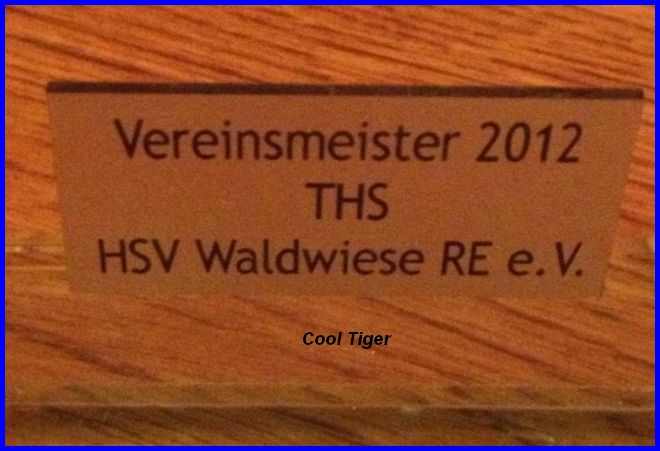 Vereinsmeister 2012
THS
HSV Waldwiese RE e.V.
Cool Tiger